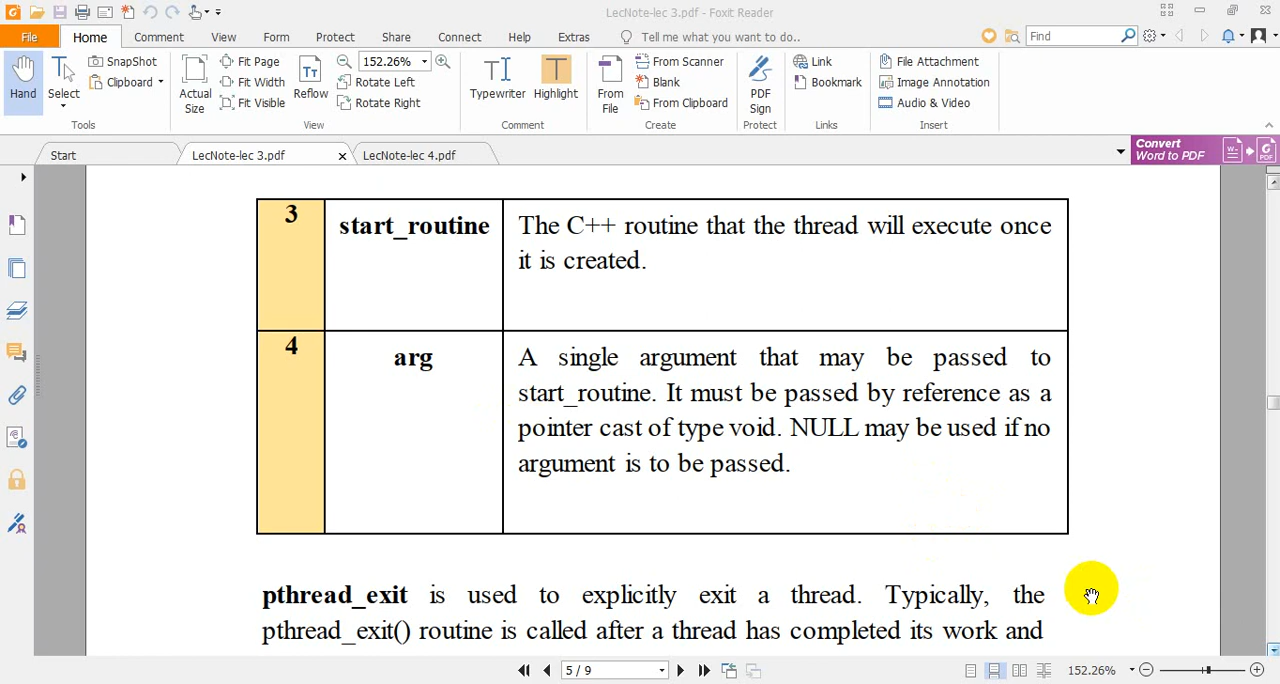 LecNote-lec 3.pdf - Foxit Reader
File Home Comment View Form Protect Share Connect Help Extras Tell me what you want to do.. Find
Hand Select SnapShot Clipboard Actual Size Fit Page Fit Width Fit Visible Reflow 152.26% Rotate Left Rotate Right Typewriter Highlight From File From Scanner Blank From Clipboard PDF Sign Link Bookmark File Attachment Image Annotation Audio & Video
Tools View Comment Create Protect Links Insert
Start LecNote-lec 3.pdf LecNote-lec 4.pdf Convert Word to PDF
3 start_routine The C++ routine that the thread will execute once
it is created.
4 arg A single argument that may be passed to
start_routine. It must be passed by reference as a
pointer cast of type void. NULL may be used if no
argument is to be passed.
pthread_exit is used to explicitly exit a thread. Typically, the
pthread_exit() routine is called after a thread has completed its work and
5 / 9 152.26%